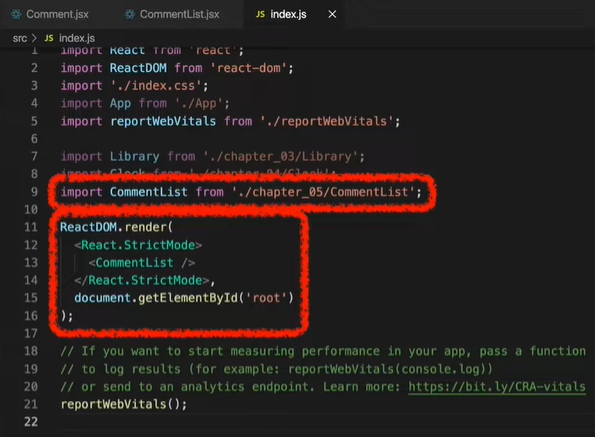 Comment.jsx CommentList.jsx JS index.js ×
src > JS index.js
1 import React from 'react';
2 import ReactDOM from 'react-dom';
3 import './index.css';
4 import App from './App';
5 import reportWebVitals from './reportWebVitals';
6
7 import Library from './chapter_03/Library';
8 import Clock from './chapter_04/Clock';
9 import CommentList from './chapter_05/CommentList';
10
11 ReactDOM.render(
12 <React.StrictMode>
13 <CommentList />
14 </React.StrictMode>,
15 document.getElementById('root')
16 );
17
18 // If you want to start measuring performance in your app, pass a function
19 // to log results (for example: reportWebVitals(console.log))
20 // or send to an analytics endpoint. Learn more: https://bit.ly/CRA-vitals
21 reportWebVitals();
22